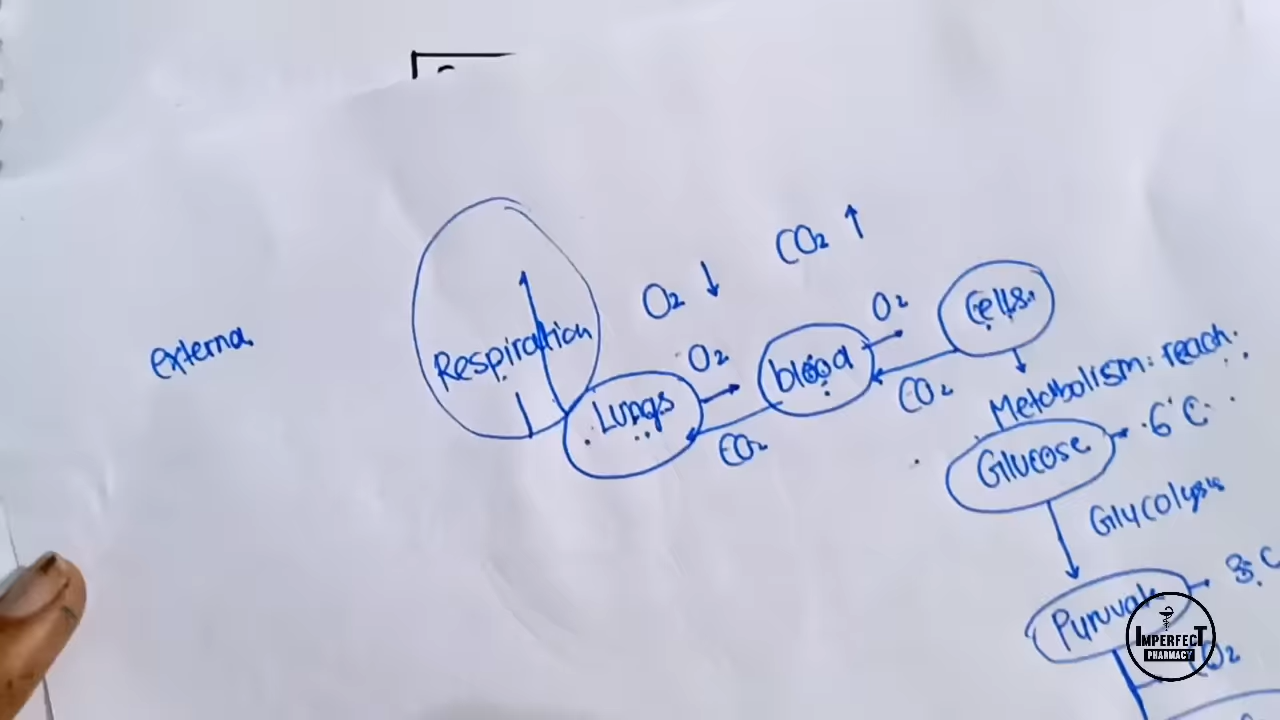 CO2 ↑
O2 ↓
O2
Cells
externa
Respiration
O2
blood
CO2
Metabolism: reach.
Lungs
CO2
Glucose → 6 C
Glycolysis
3 C
IMPERFECT
PHARMACY
O2